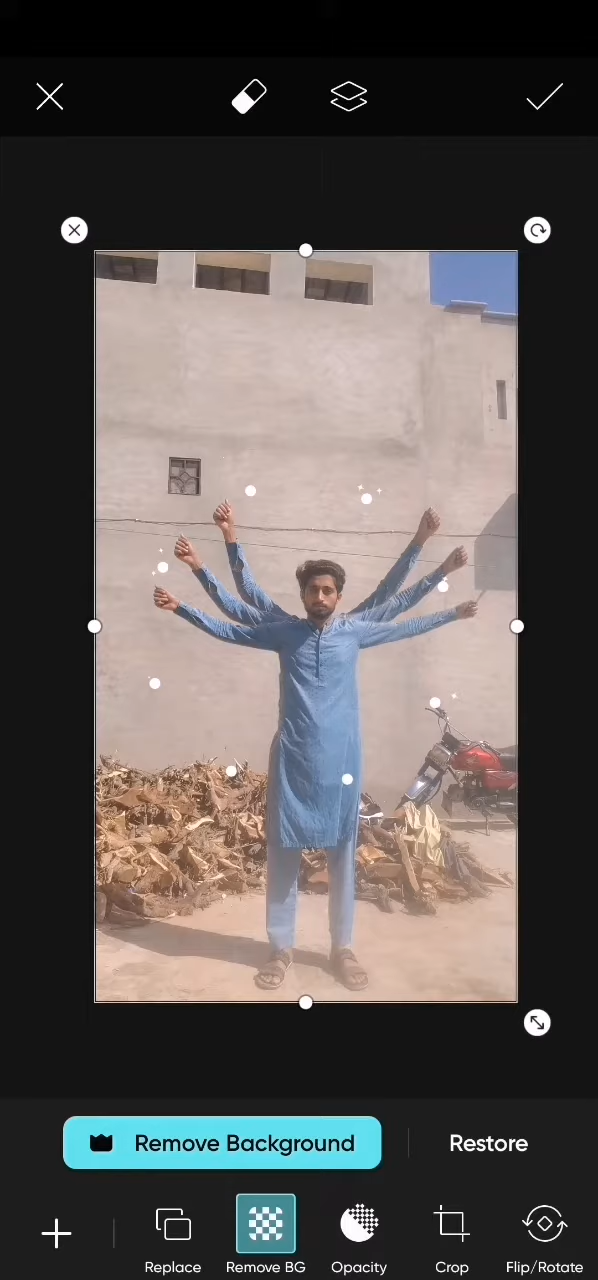 Remove Background
Restore
Replace
Remove BG
Opacity
Crop
Flip/Rotate